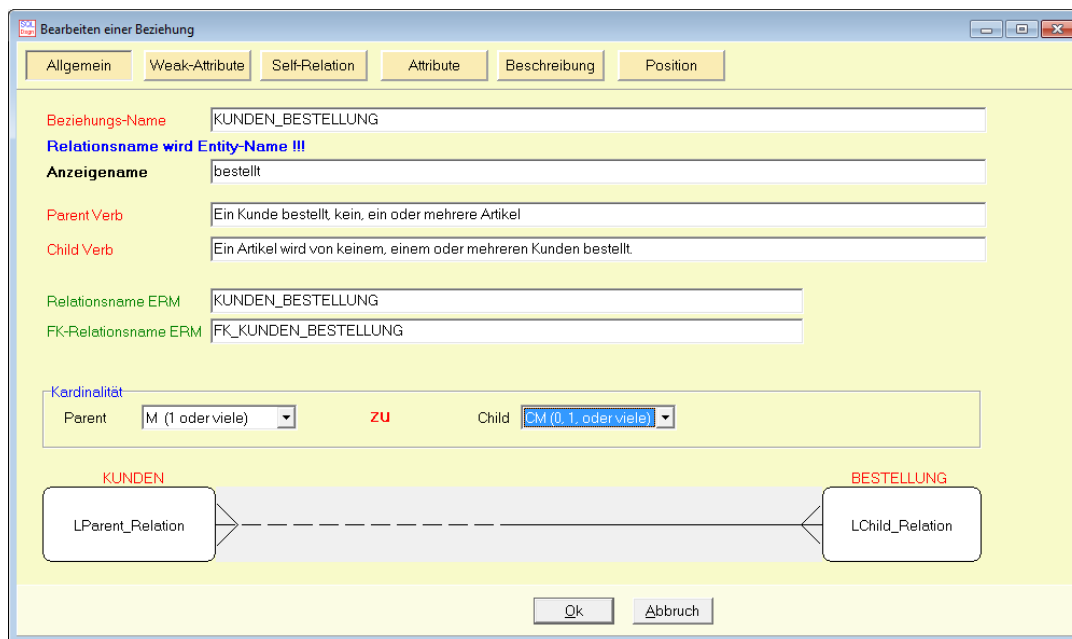 SQL
Dsgn
Bearbeiten einer Beziehung
Allgemein Weak-Attribute Self-Relation Attribute Beschreibung Position
Beziehungs-Name KUNDEN_BESTELLUNG
Relationsname wird Entity-Name !!!
Anzeigename bestellt
Parent Verb Ein Kunde bestellt, kein, ein oder mehrere Artikel
Child Verb Ein Artikel wird von keinem, einem oder mehreren Kunden bestellt.
Relationsname ERM KUNDEN_BESTELLUNG
FK-Relationsname ERM FK_KUNDEN_BESTELLUNG
Kardinalität
Parent M (1 oder viele) zu Child CM (0, 1, oder viele)
KUNDEN BESTELLUNG
LParent_Relation LChild_Relation
Ok Abbruch